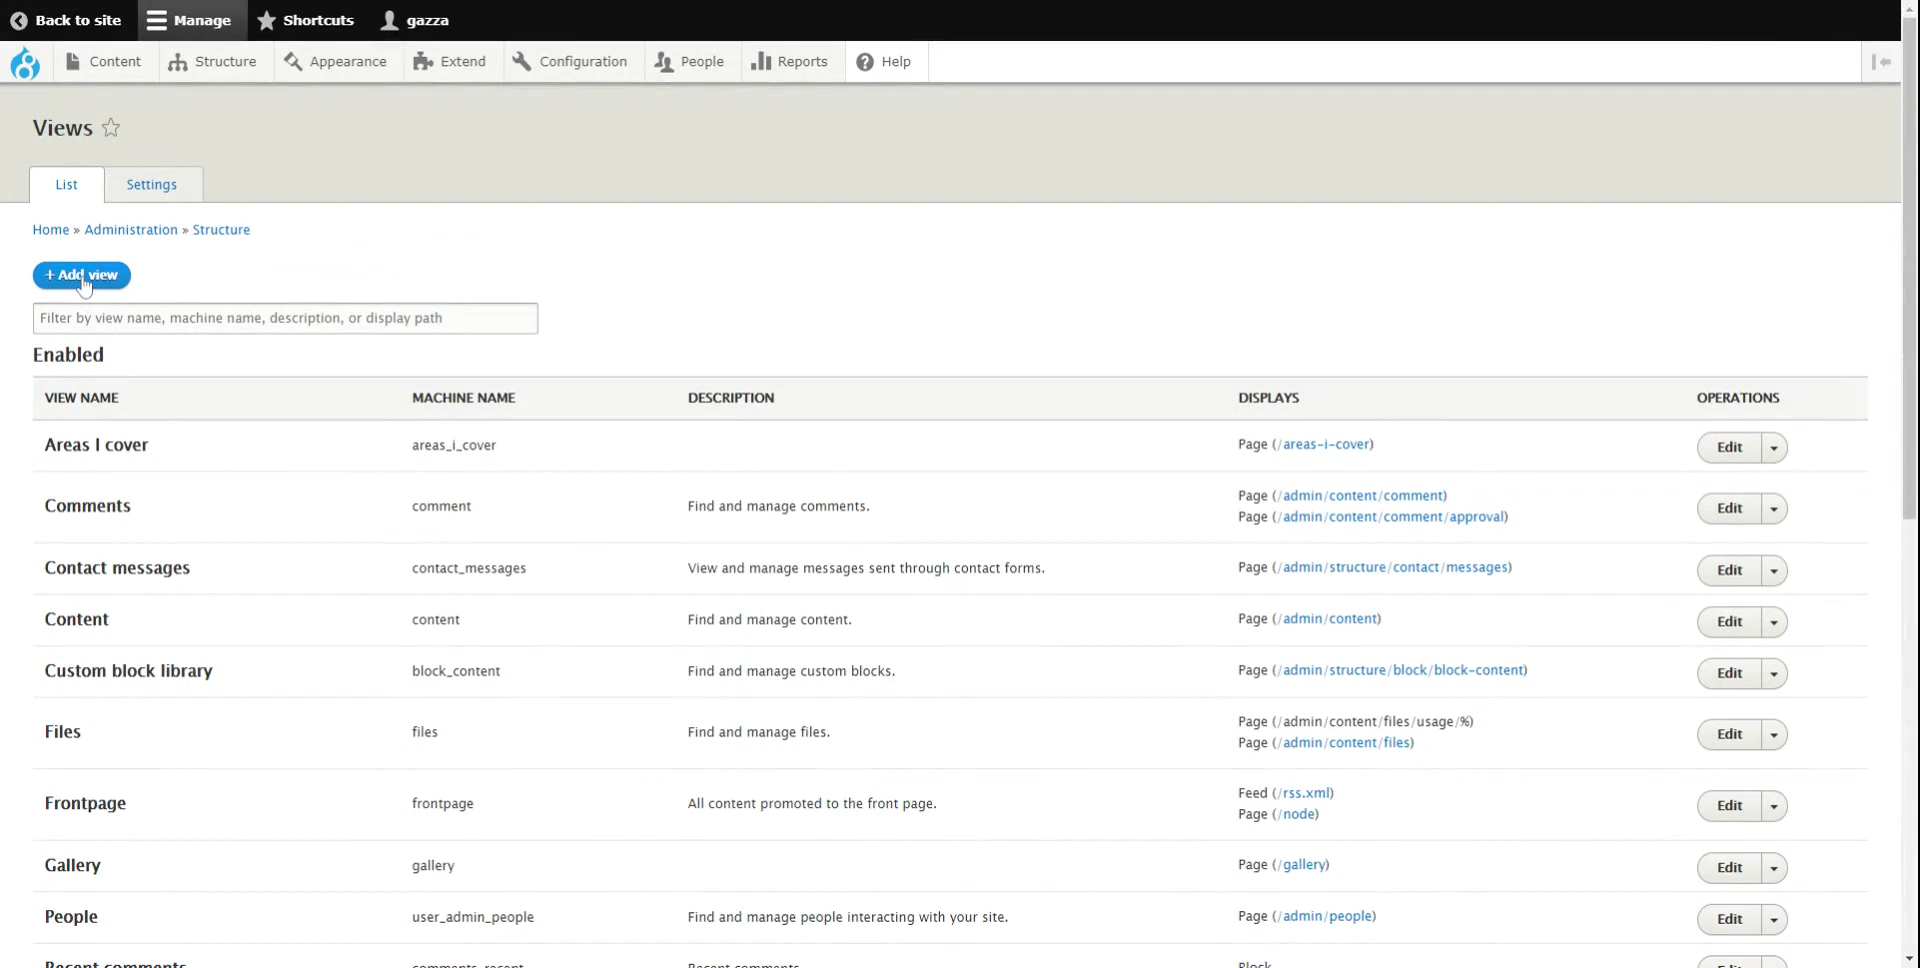 Back to site Manage Shortcuts gazza
Content Structure Appearance Extend Configuration People Reports Help
Views
List Settings
Home » Administration » Structure
+ Add view
Filter by view name, machine name, description, or display path
Enabled
VIEW NAME MACHINE NAME DESCRIPTION DISPLAYS OPERATIONS
Areas I cover areas_i_cover Page (/areas-i-cover) Edit
Comments comment Find and manage comments. Page (/admin/content/comment) Edit
Page (/admin/content/comment/approval)
Contact messages contact_messages View and manage messages sent through contact forms. Page (/admin/structure/contact/messages) Edit
Content content Find and manage content. Page (/admin/content) Edit
Custom block library block_content Find and manage custom blocks. Page (/admin/structure/block/block-content) Edit
Files files Find and manage files. Page (/admin/content/files/usage/%) Edit
Page (/admin/content/files)
Frontpage frontpage All content promoted to the front page. Feed (/rss.xml) Edit
Page (/node)
Gallery gallery Page (/gallery) Edit
People user_admin_people Find and manage people interacting with your site. Page (/admin/people) Edit
Recent comments comments_recent Recent comments. Block Edit